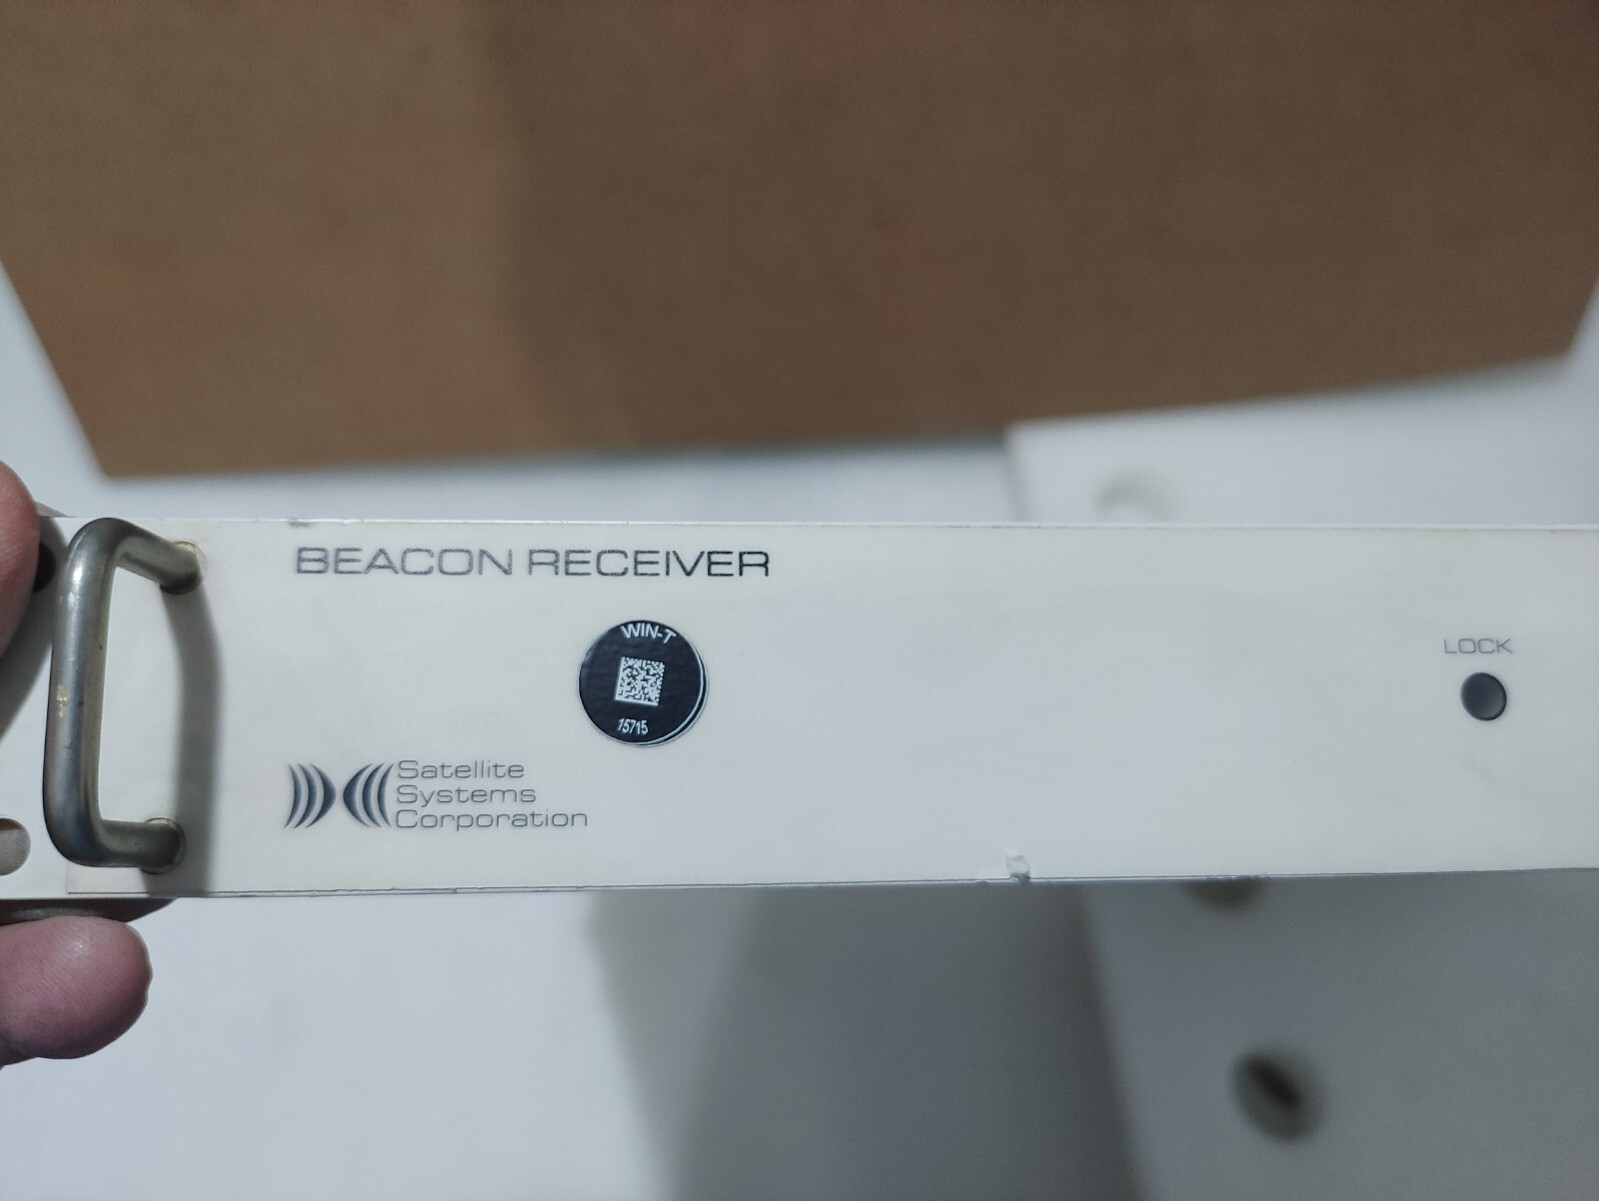 BEACON RECEIVER
WIN-T
15715
LOCK
Satellite
Systems
Corporation